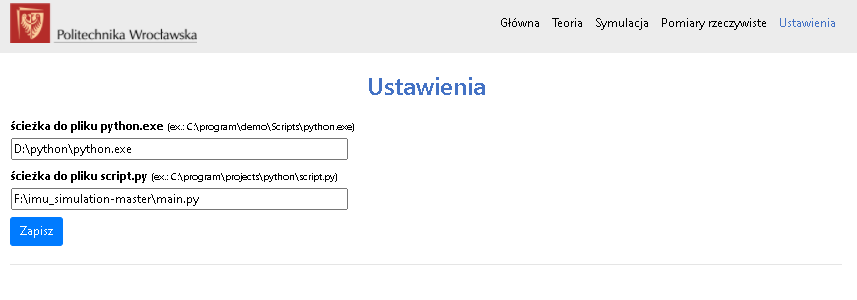 Politechnika Wrocławska
Główna Teoria Symulacja Pomiary rzeczywiste Ustawienia
Ustawienia
ścieżka do pliku python.exe (ex.: C:\program\demo\Scripts\python.exe)
D:\python\python.exe
ścieżka do pliku script.py (ex.: C:\program\projects\python\script.py)
F:\imu_simulation-master\main.py
Zapisz